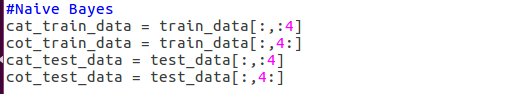 #Naive Bayes
cat_train_data = train_data[:,:4]
cot_train_data = train_data[:,4:]
cat_test_data = test_data[:,:4]
cot_test_data = test_data[:,4:]